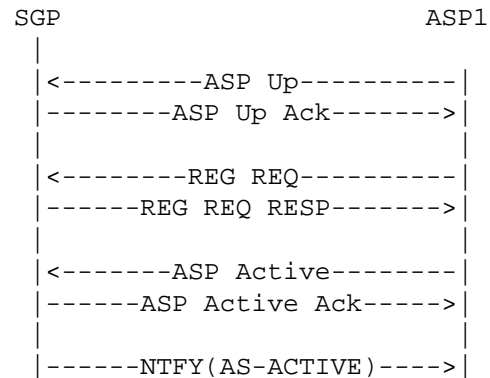 SGP ASP1
|
|<---------ASP Up----------|
|--------ASP Up Ack------->|
| |
|<--------REG REQ----------|
|------REG REQ RESP------->|
| |
|<-------ASP Active--------|
|------ASP Active Ack----->|
| |
|------NTFY(AS-ACTIVE)---->|